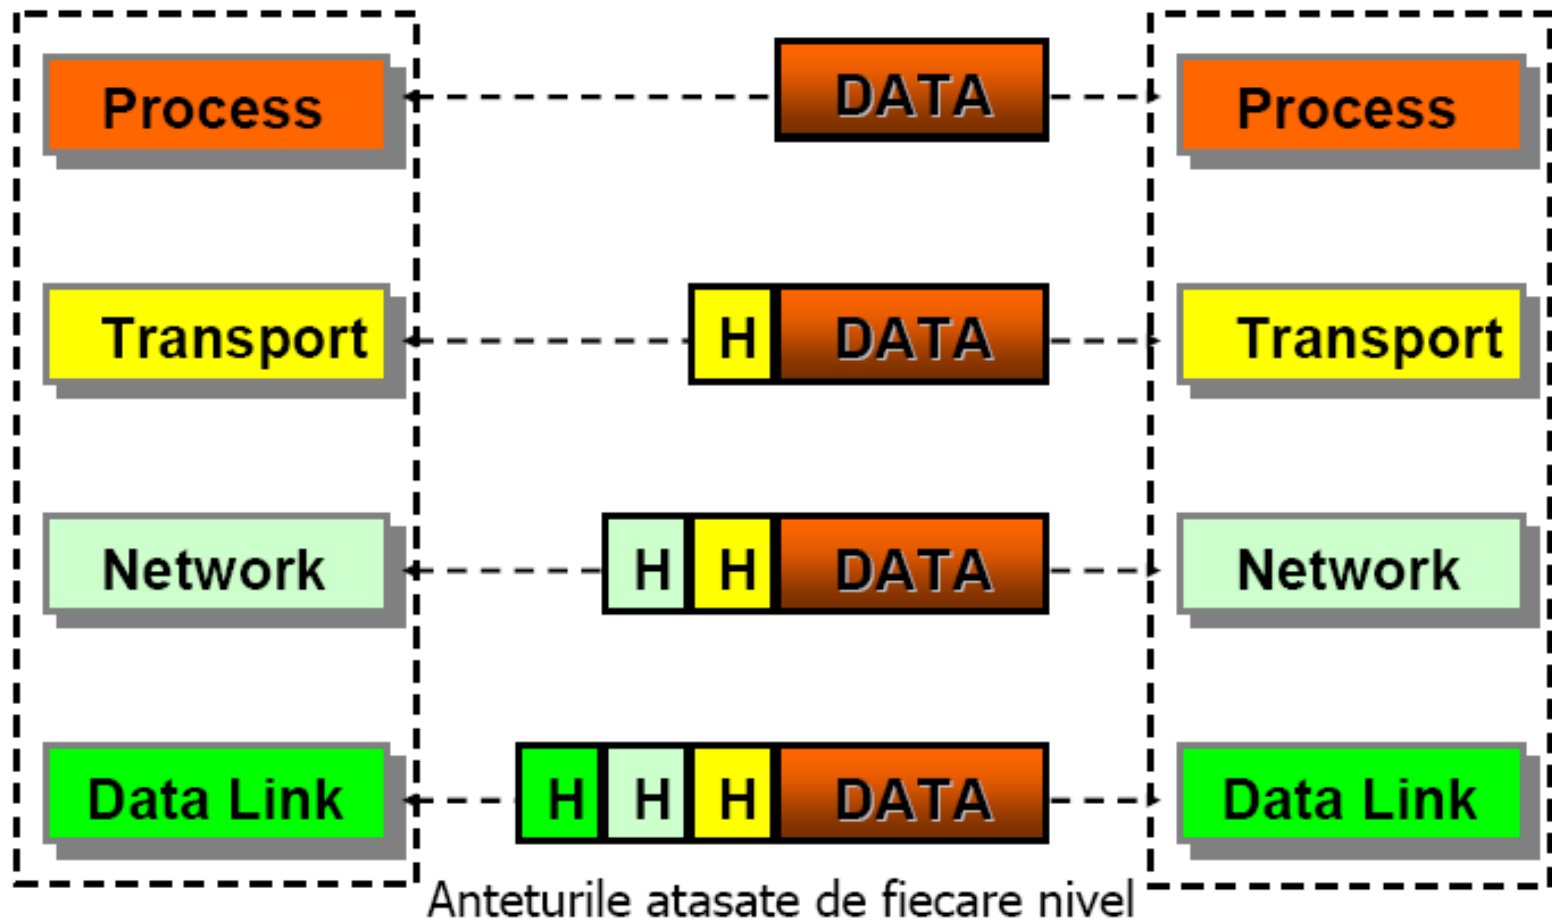 Process DATA Process
Transport H DATA Transport
Network H H DATA Network
Data Link H H H DATA Data Link
Anteturile atasate de fiecare nivel